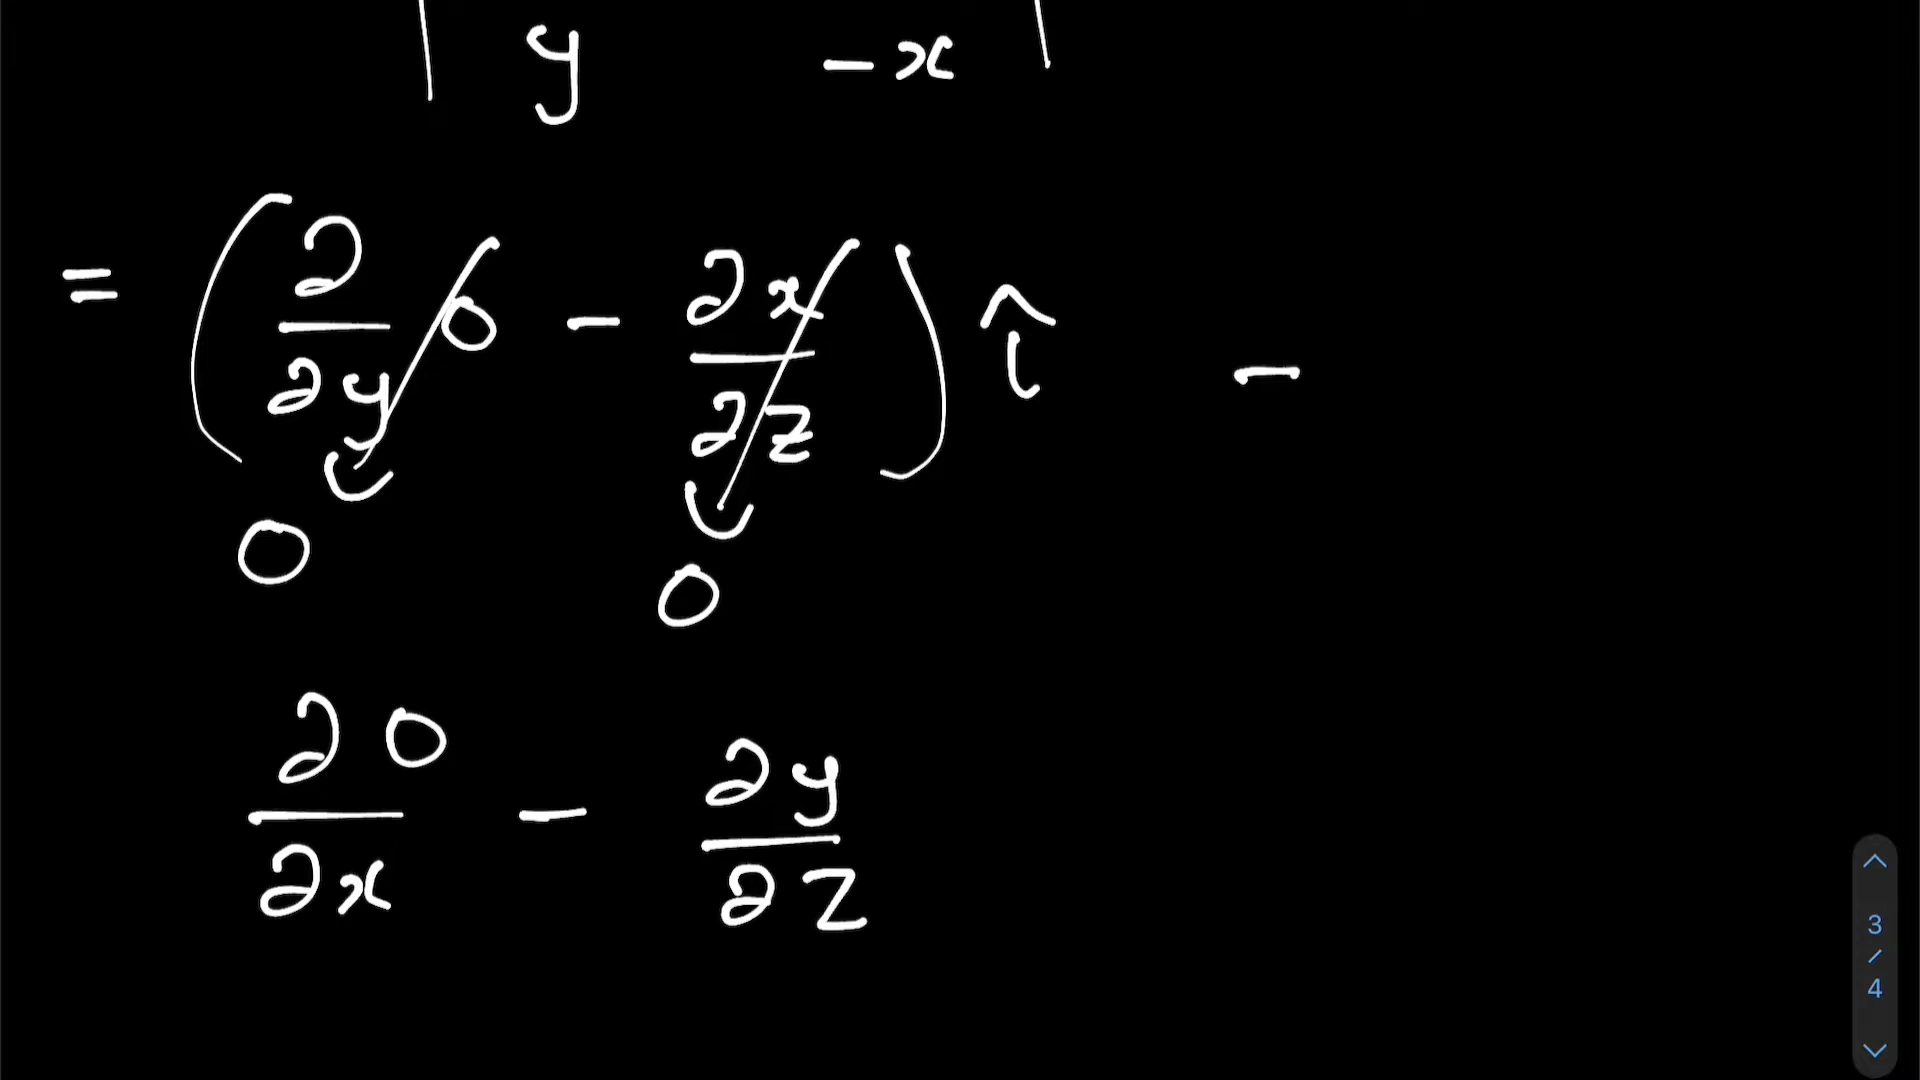 | y -x |
= (∂/∂y 0 - ∂x/∂z) î -
0 0
∂0/∂x - ∂y/∂z
3
/
4